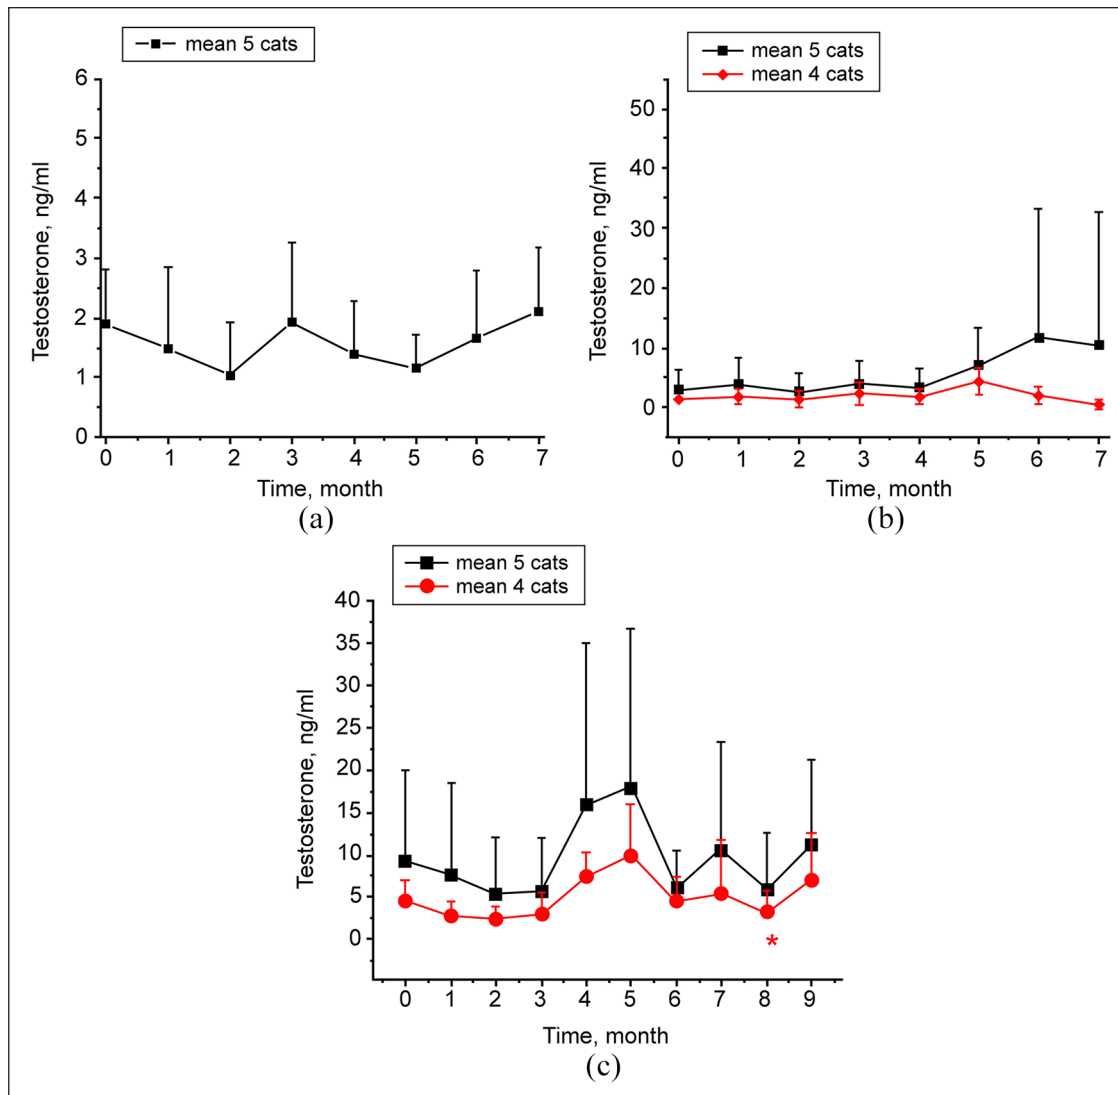 mean 5 cats
6
5
4
3
2
1
0
Testosterone, ng/ml
0 1 2 3 4 5 6 7
Time, month
(a)
mean 5 cats
mean 4 cats
50
40
30
20
10
0
Testosterone, ng/ml
0 1 2 3 4 5 6 7
Time, month
(b)
mean 5 cats
mean 4 cats
40
35
30
25
20
15
10
5
0
Testosterone, ng/ml
*
0 1 2 3 4 5 6 7 8 9
Time, month
(c)